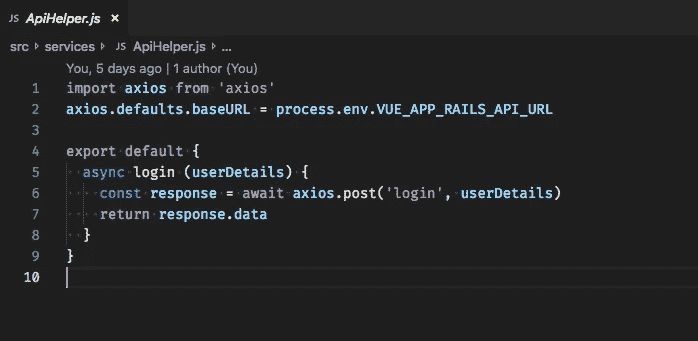 JS ApiHelper.js ×
src › services › JS ApiHelper.js › ...
You, 5 days ago | 1 author (You)
1 import axios from 'axios'
2 axios.defaults.baseURL = process.env.VUE_APP_RAILS_API_URL
3
4 export default {
5   async login (userDetails) {
6     const response = await axios.post('login', userDetails)
7     return response.data
8   }
9 }
10